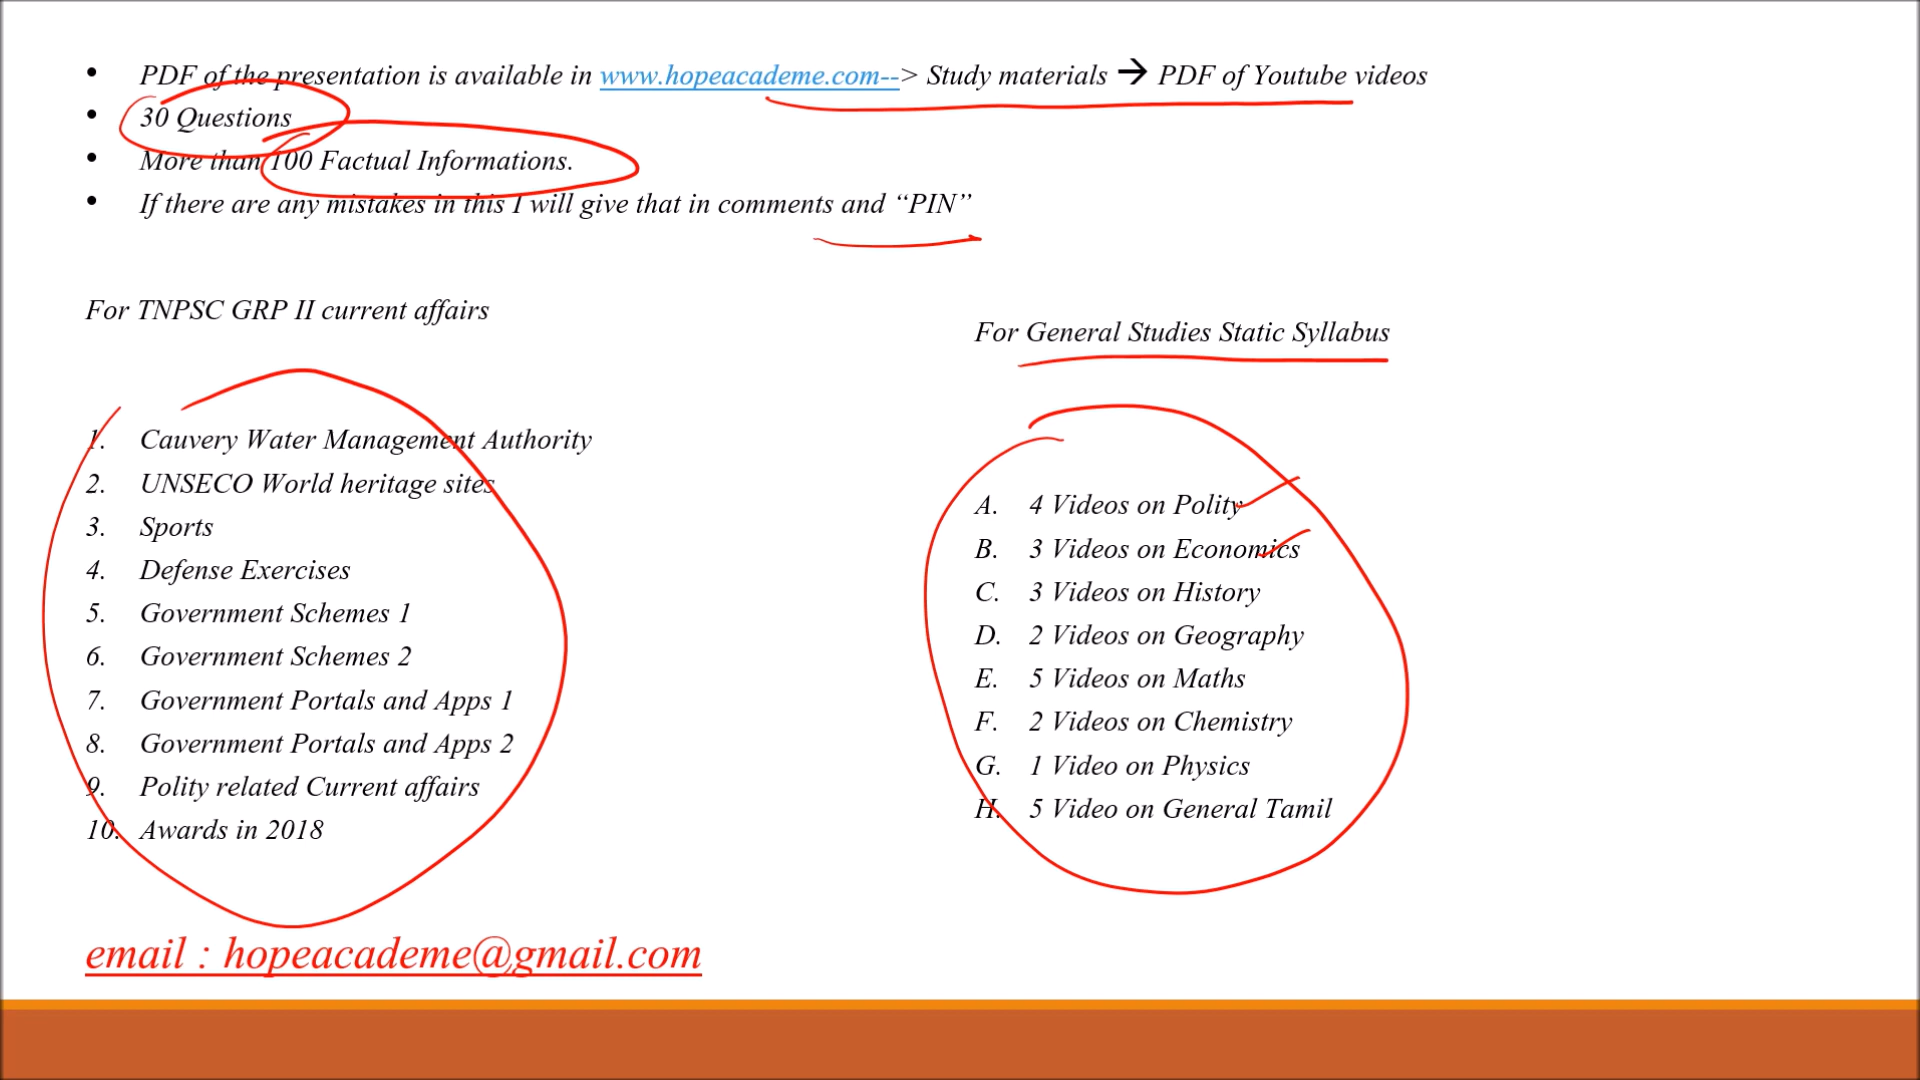 • PDF of the presentation is available in www.hopeacademe.com--> Study materials → PDF of Youtube videos
• 30 Questions
• More than 100 Factual Informations.
• If there are any mistakes in this I will give that in comments and “PIN”
For TNPSC GRP II current affairs
1. Cauvery Water Management Authority
2. UNSECO World heritage sites
3. Sports
4. Defense Exercises
5. Government Schemes 1
6. Government Schemes 2
7. Government Portals and Apps 1
8. Government Portals and Apps 2
9. Polity related Current affairs
10. Awards in 2018
For General Studies Static Syllabus
A. 4 Videos on Polity
B. 3 Videos on Economics
C. 3 Videos on History
D. 2 Videos on Geography
E. 5 Videos on Maths
F. 2 Videos on Chemistry
G. 1 Video on Physics
H. 5 Video on General Tamil
email : hopeacademe@gmail.com